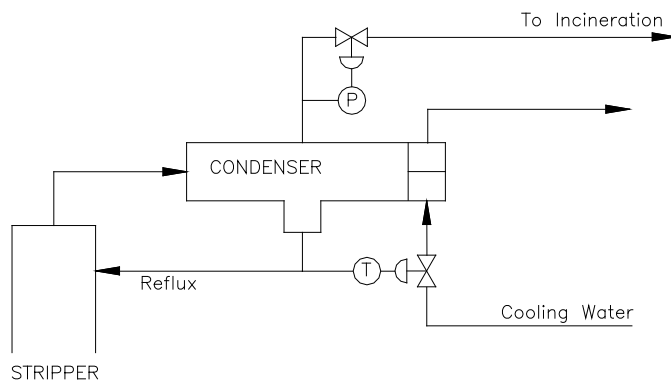 To Incineration
P
CONDENSER
T
Reflux
Cooling Water
STRIPPER